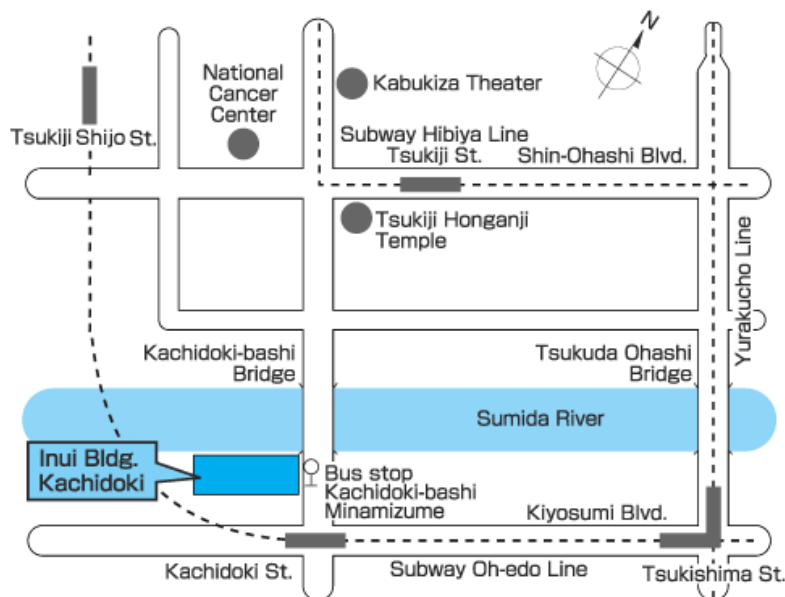 N
National
Cancer
Center
Kabukiza Theater
Tsukiji Shijo St.
Subway Hibiya Line
Tsukiji St.
Shin-Ohashi Blvd.
Tsukiji Honganji
Temple
Yurakucho Line
Kachidoki-bashi
Bridge
Tsukuda Ohashi
Bridge
Sumida River
Inui Bldg.
Kachidoki
Bus stop
Kachidoki-bashi
Minamizume
Kiyosumi Blvd.
Kachidoki St.
Subway Oh-edo Line
Tsukishima St.